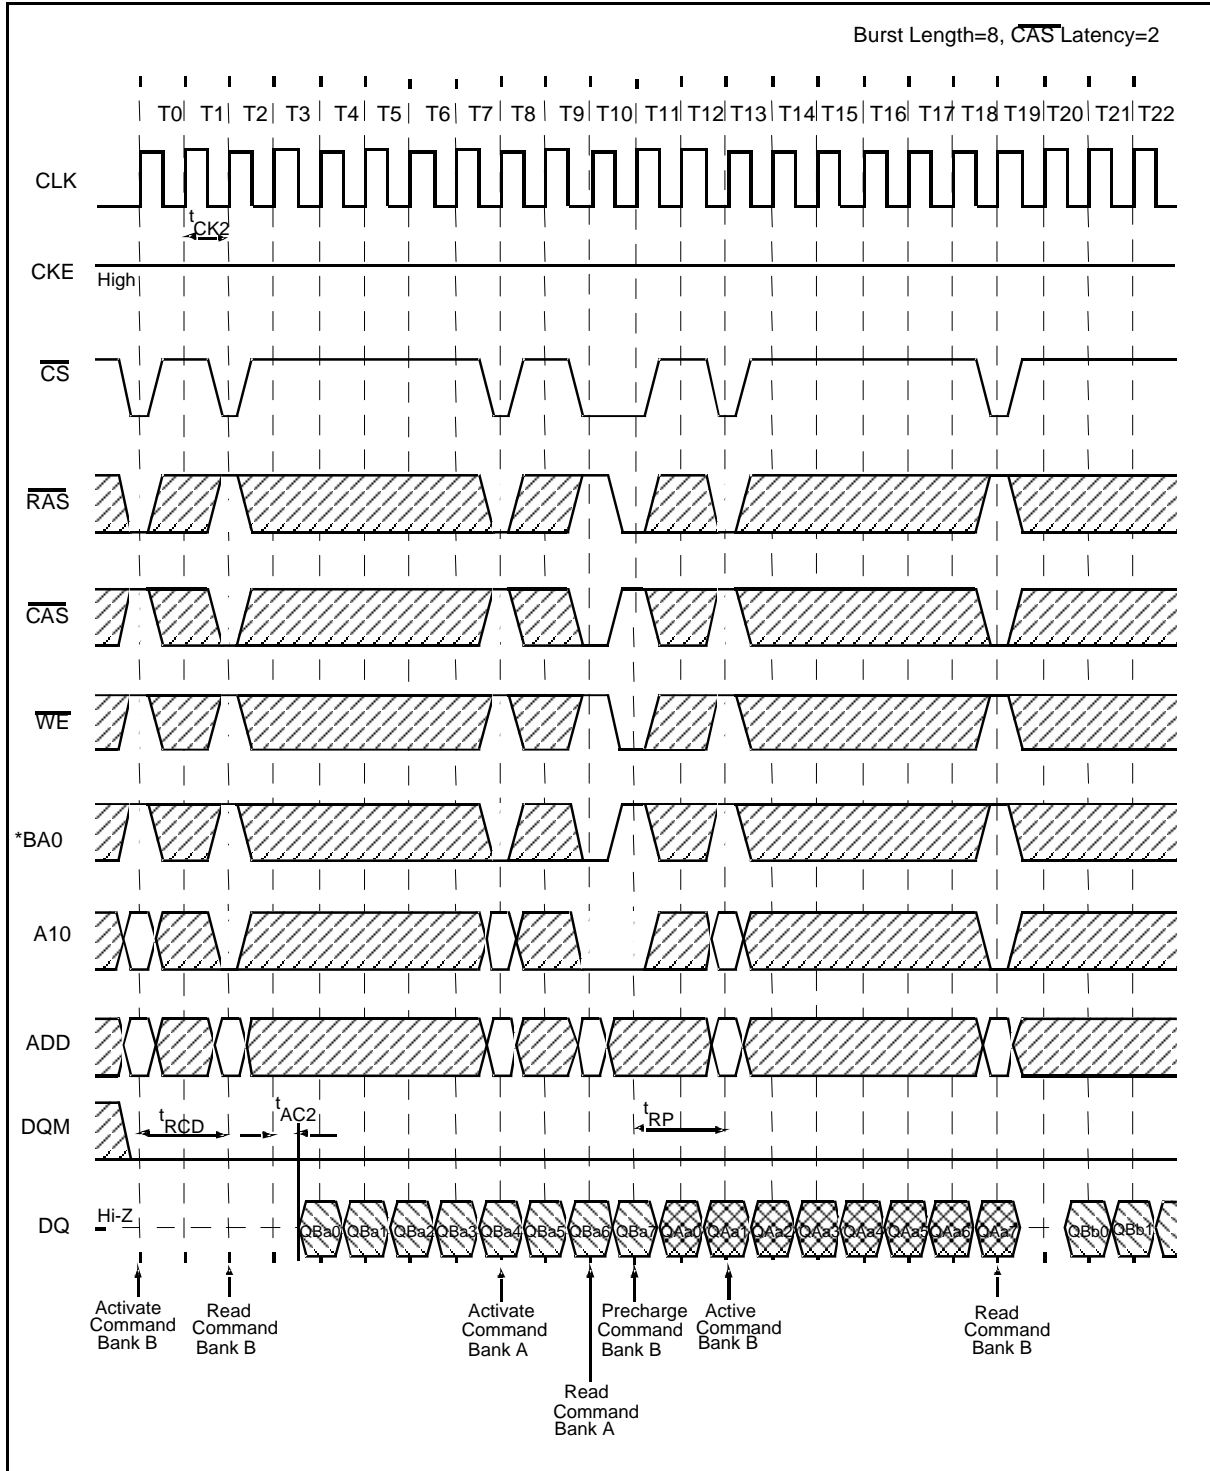 Burst Length=8, CAS Latency=2
T0 T1 T2 T3 T4 T5 T6 T7 T8 T9 T10 T11 T12 T13 T14 T15 T16 T17 T18 T19 T20 T21 T22
CLK
tCK2
CKE
High
CS
RAS
CAS
WE
*BA0
A10
ADD
DQM
tRCD
tAC2
tRP
DQ
Hi-Z
QBa0 QBa1 QBa2 QBa3 QBa4 QBa5 QBa6 QBa7 QAa0 QAa1 QAa2 QAa3 QAa4 QAa5 QAa6 QAa7 QBb0 QBb1
Activate
Command
Bank B
Read
Command
Bank B
Activate
Command
Bank A
Read
Command
Bank A
Precharge
Command
Bank B
Active
Command
Bank B
Read
Command
Bank B